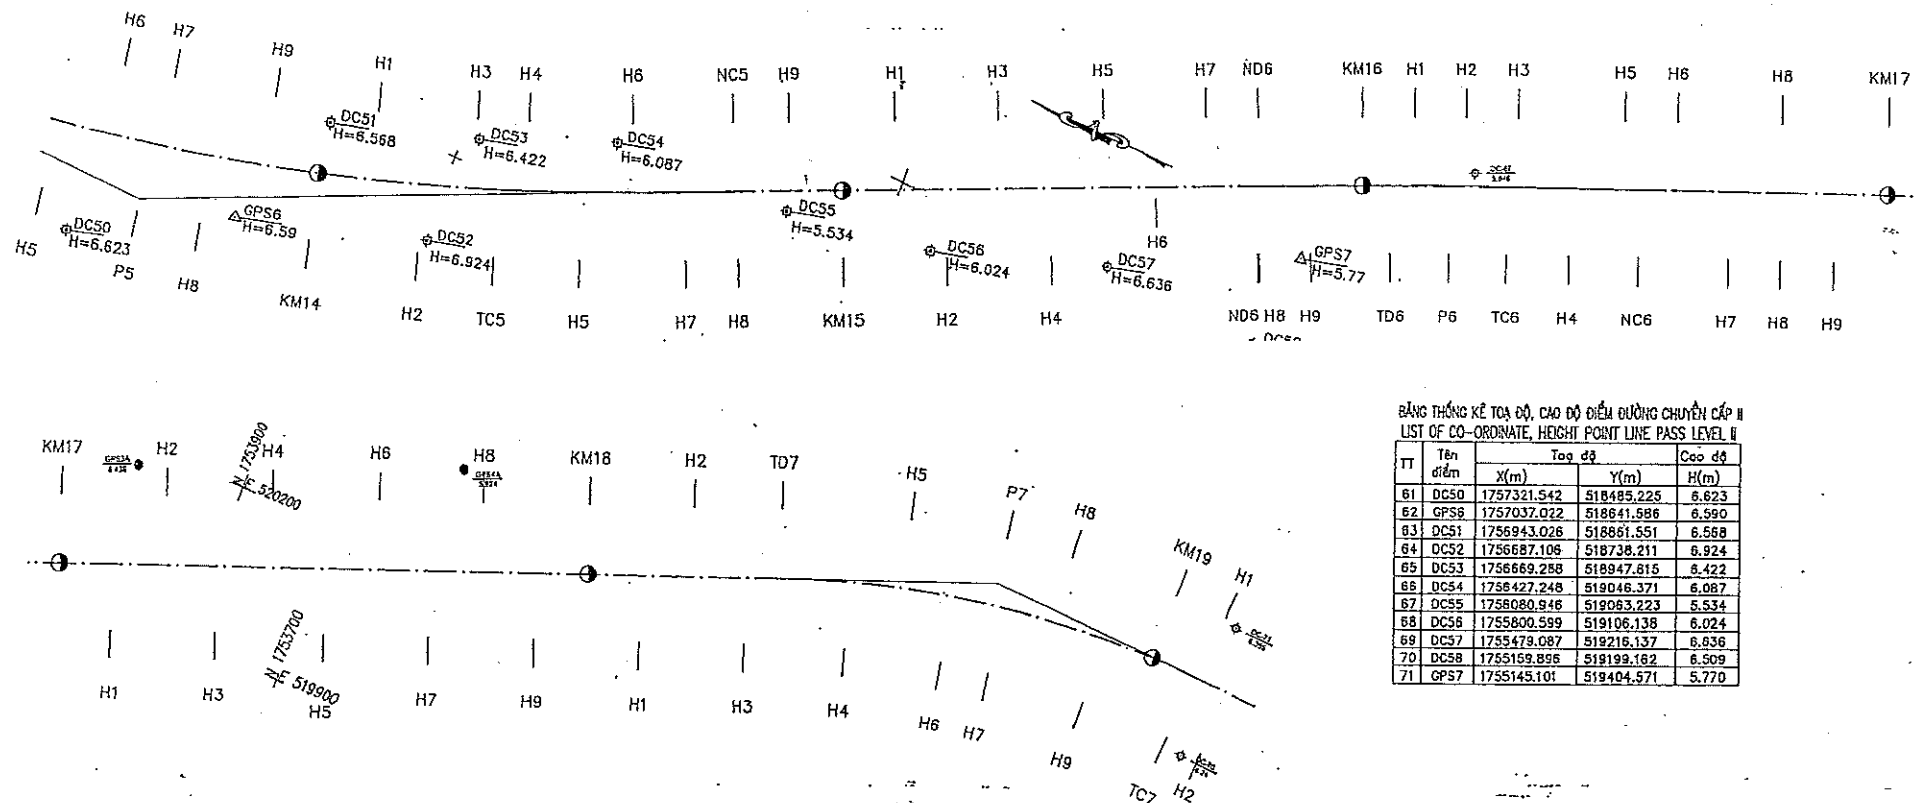 H6 H7 H9 H1 H3 H4 H6 NC5 H9 H1 H3 H5 H7 ND6 KM16 H1 H2 H3 H5 H6 H8 KM17
DC51
H=6.568
DC53
H=6.422
DC54
H=6.087
DC50
H=6.623
GPS6
H=6.59
DC52
H=6.924
DC55
H=5.534
DC56
H=6.024
DC57
H=6.636
H6
GPS7
H=5.77
H5 P5 H8 KM14 H2 TC5 H5 H7 H8 KM15 H2 H4 ND6 H8 H9 TD6 P6 TC6 H4 NC6 H7 H8 H9
KM17 H2 H4 H6 H8 KM18 H2 TD7 H5 P7 H8 KM19 H1
N 1753900
E 520200
N 1753700
E 519900
H1 H3 H5 H7 H9 H1 H3 H4 H6 H7 H9 TC7 H2
BẢNG THỐNG KÊ TOẠ ĐỘ, CAO ĐỘ ĐIỂM ĐƯỜNG CHUYỀN CẤP II
LIST OF CO-ORDINATE, HEIGHT POINT LINE PASS LEVEL II
TT Tên điểm Toạ độ Cao độ
X(m) Y(m) H(m)
61 DC50 1757321.542 518485.225 6.623
62 GPS6 1757037.022 518641.586 6.590
63 DC51 1756943.026 518861.551 6.568
64 DC52 1756687.106 518738.211 6.924
65 DC53 1756669.288 518947.815 6.422
66 DC54 1756427.248 519046.371 6.087
67 DC55 1756080.946 519063.223 5.534
68 DC56 1755800.599 519106.138 6.024
69 DC57 1755479.087 519216.137 6.636
70 DC58 1755159.896 519199.162 6.509
71 GPS7 1755145.101 519404.571 5.770